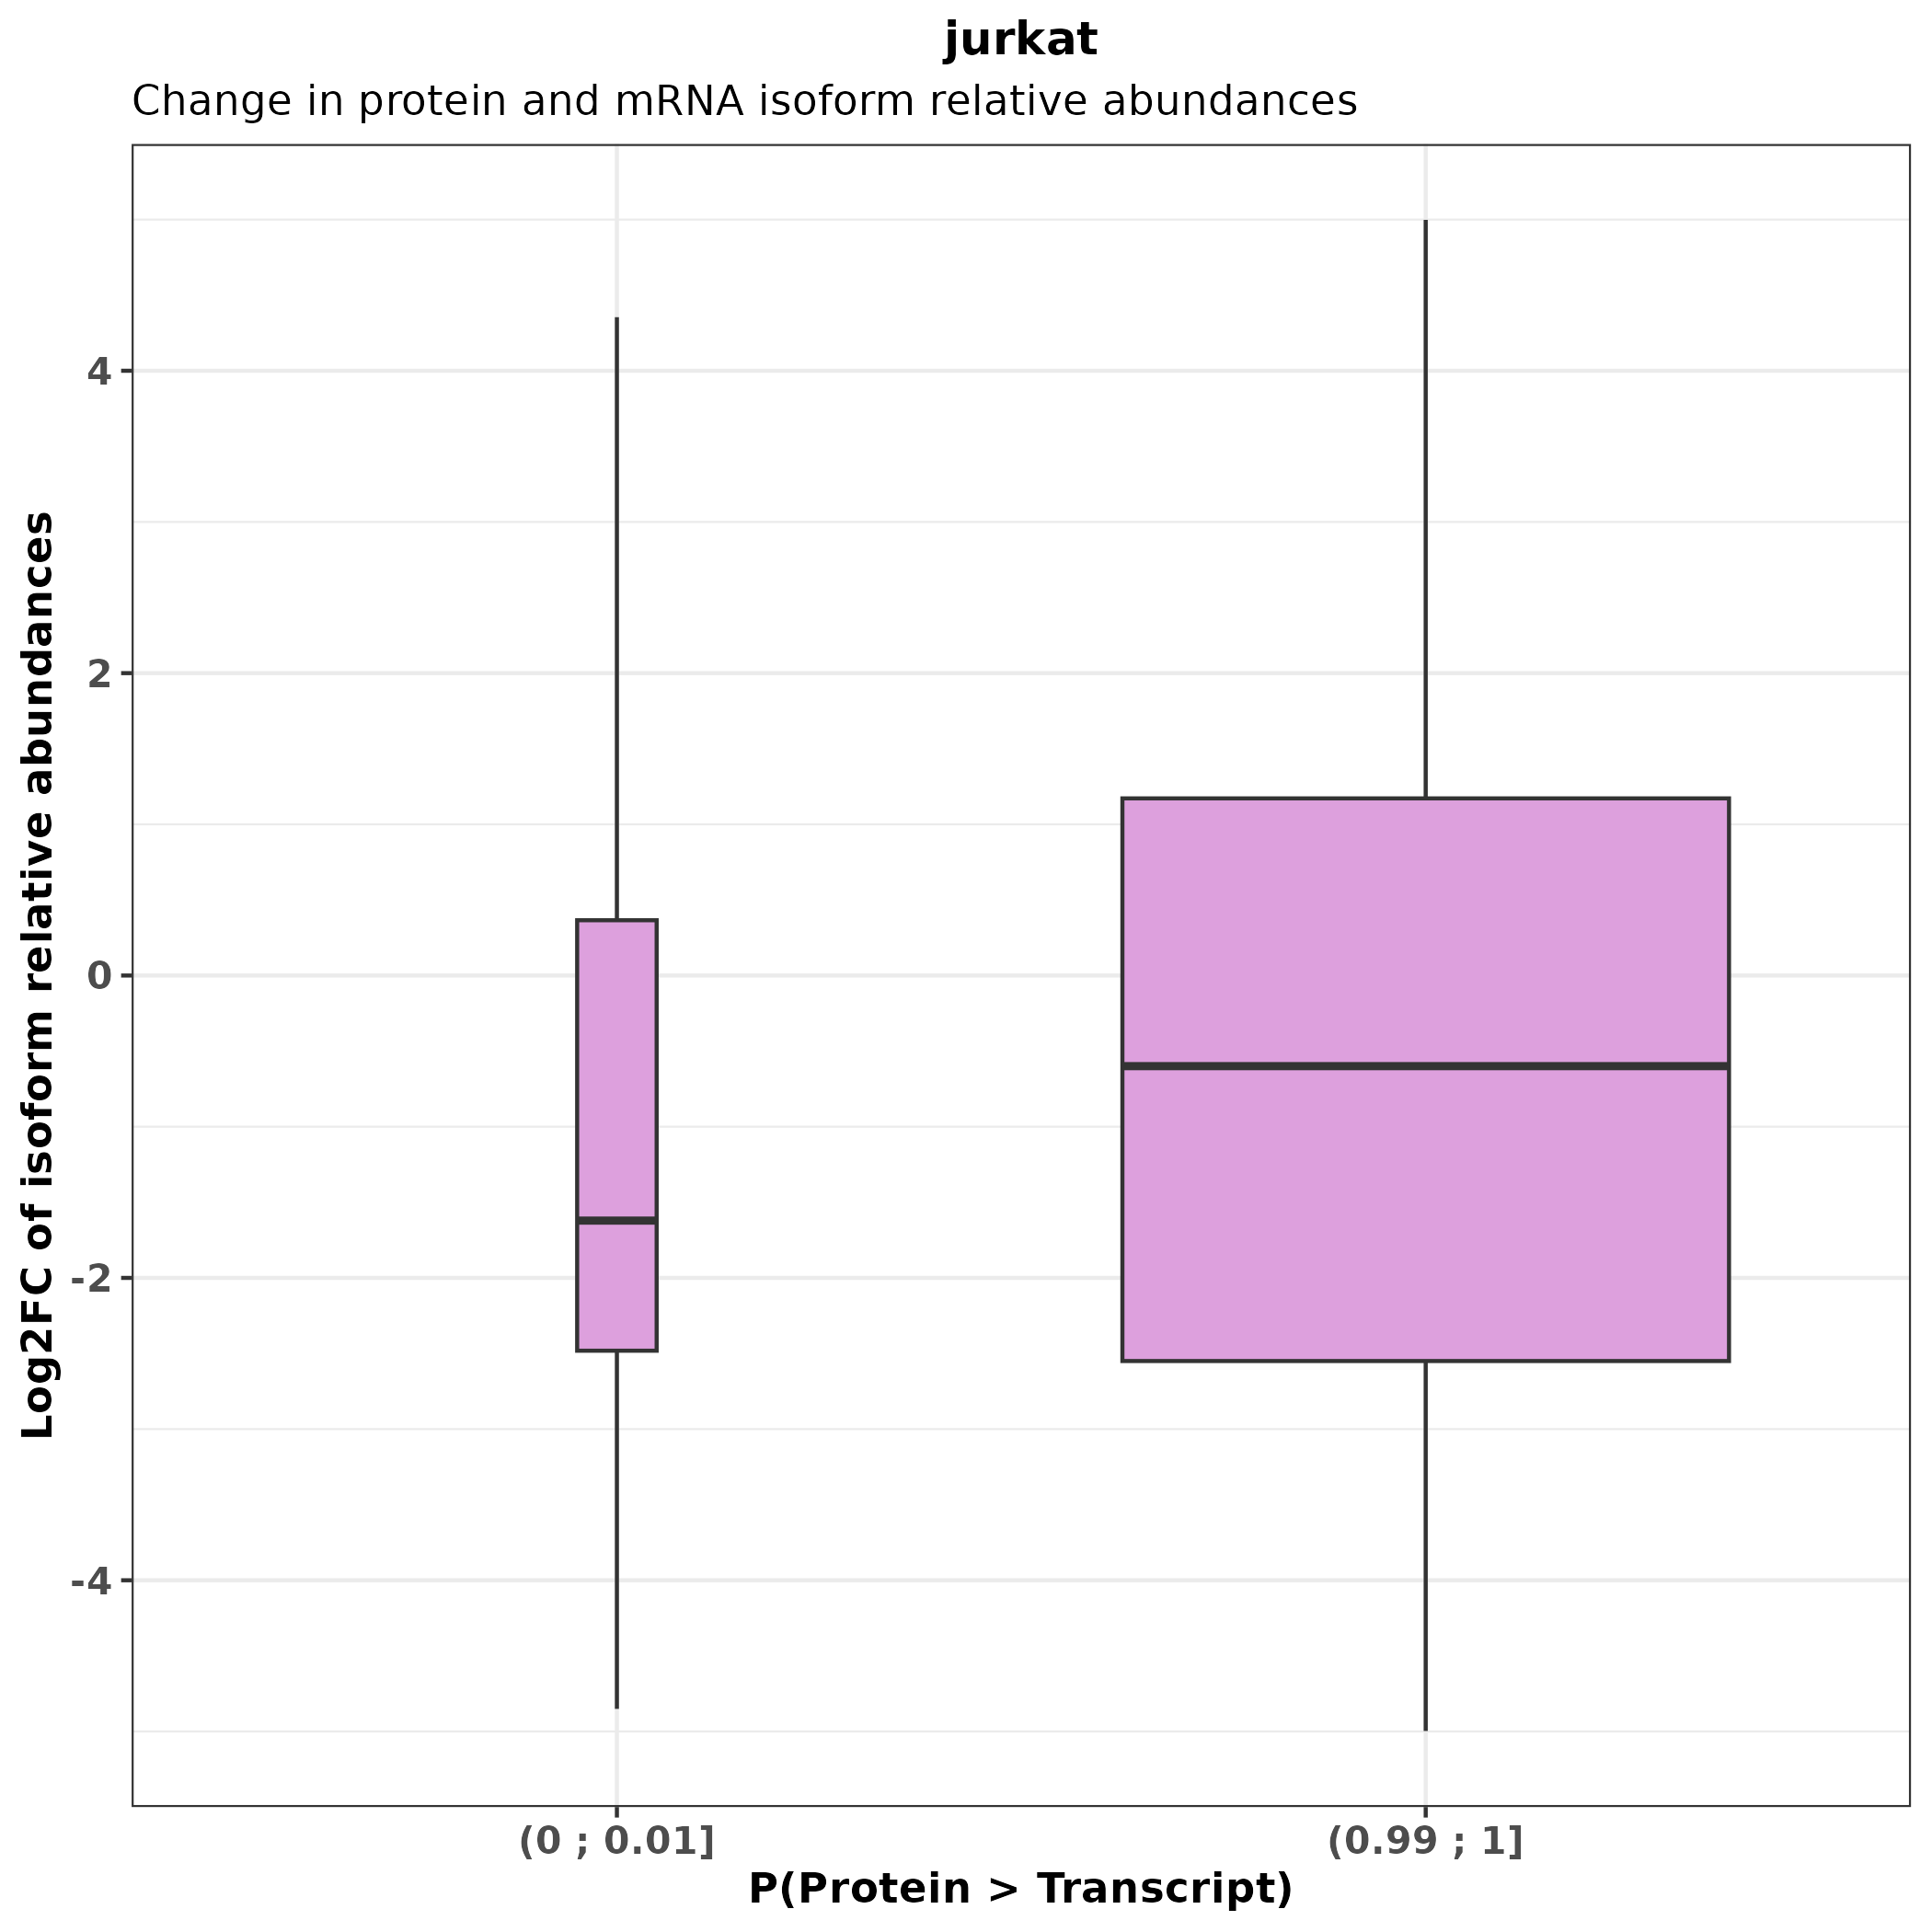 jurkat
Change in protein and mRNA isoform relative abundances
Log2FC of isoform relative abundances
4
2
0
-2
-4
(0 ; 0.01]
(0.99 ; 1]
P(Protein > Transcript)